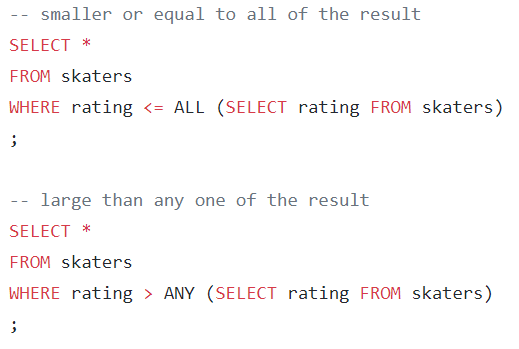 -- smaller or equal to all of the result
SELECT *
FROM skaters
WHERE rating <= ALL (SELECT rating FROM skaters)
;
-- large than any one of the result
SELECT *
FROM skaters
WHERE rating > ANY (SELECT rating FROM skaters)
;